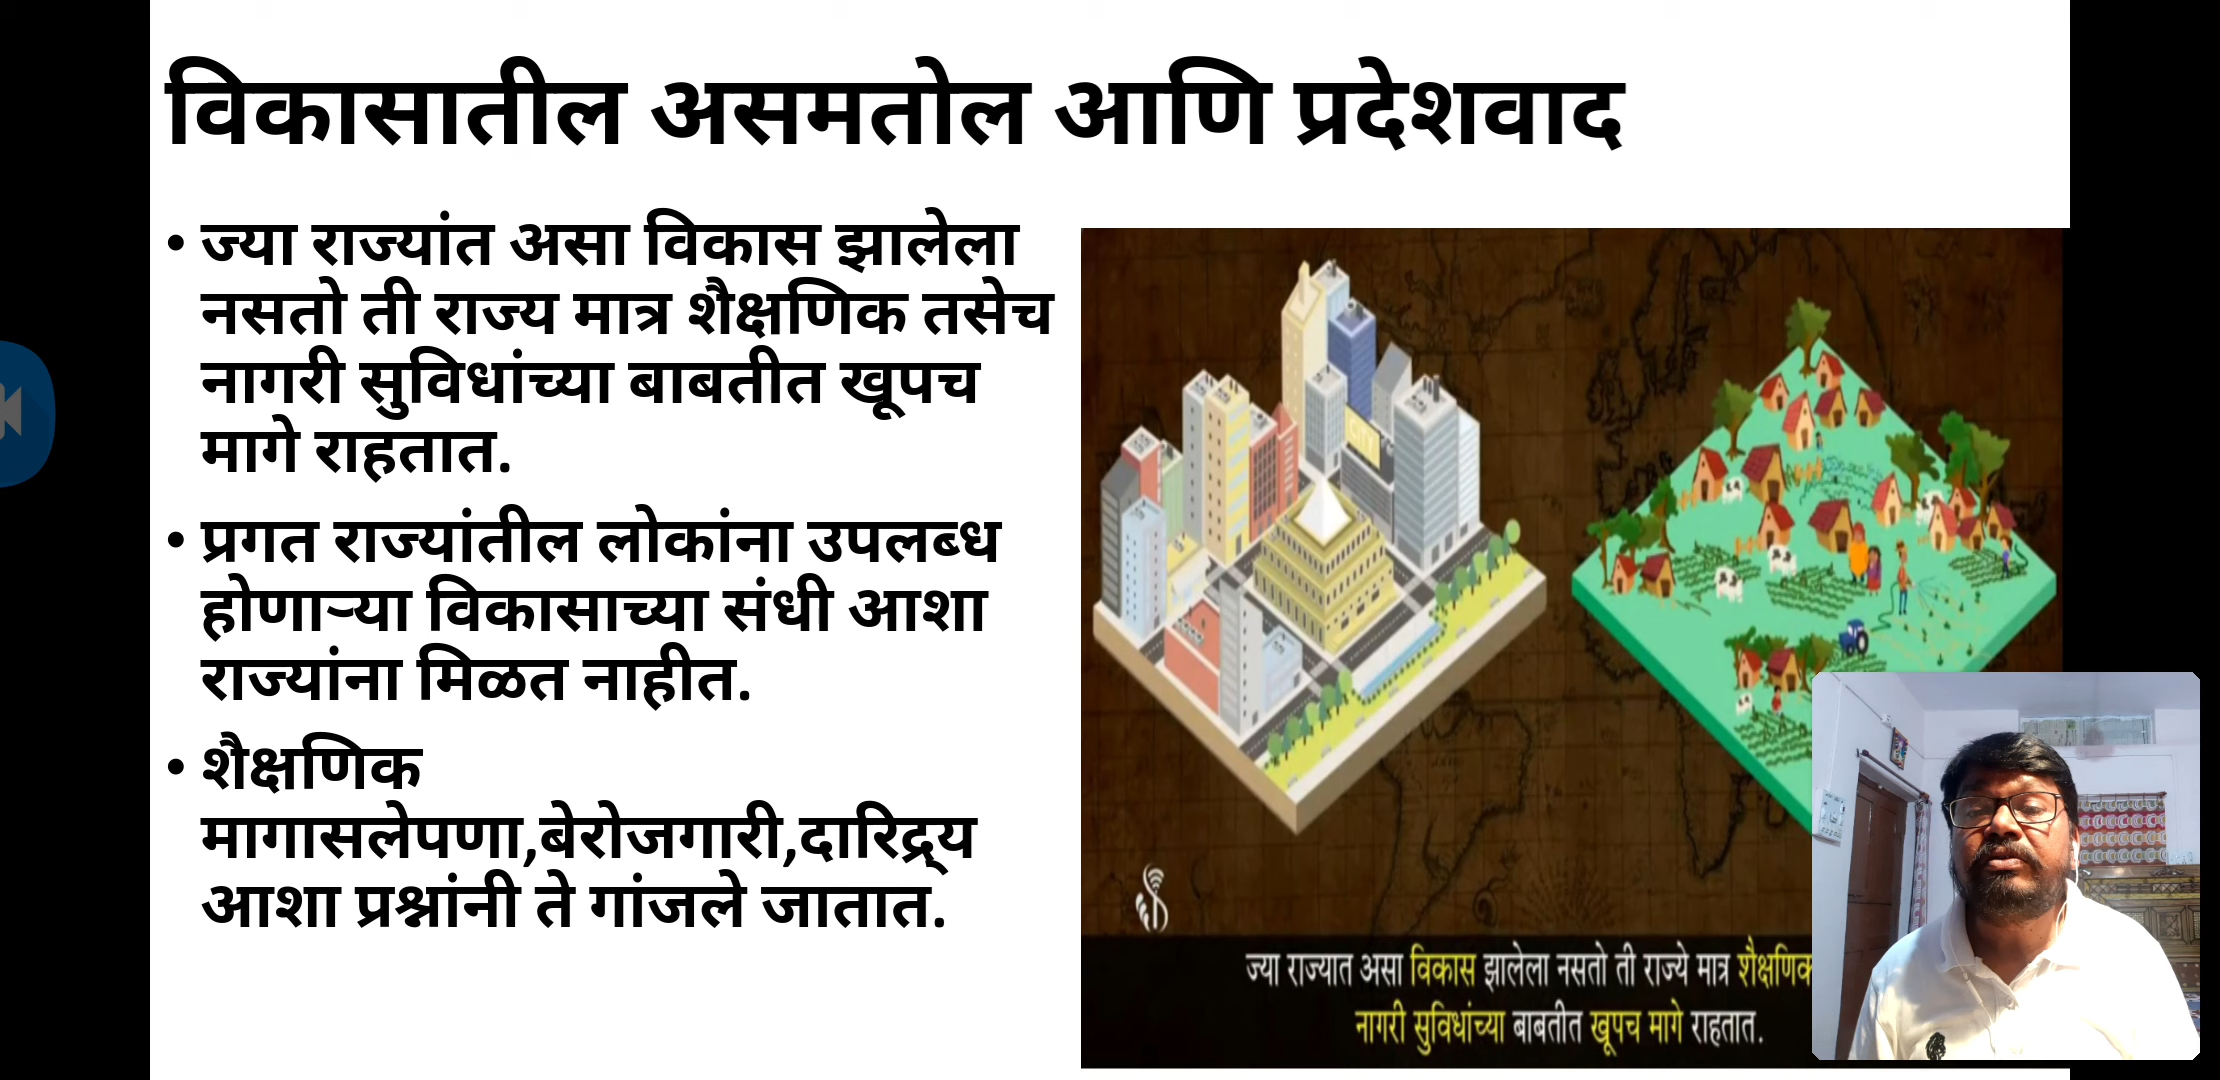 विकासातील असमतोल आणि प्रदेशवाद
• ज्या राज्यांत असा विकास झालेला
नसतो ती राज्य मात्र शैक्षणिक तसेच
नागरी सुविधांच्या बाबतीत खूपच
मागे राहतात.
• प्रगत राज्यांतील लोकांना उपलब्ध
होणाऱ्या विकासाच्या संधी आशा
राज्यांना मिळत नाहीत.
• शैक्षणिक
मागासलेपणा,बेरोजगारी,दारिद्र्य
आशा प्रश्नांनी ते गांजले जातात.
CITY
ज्या राज्यात असा विकास झालेला नसतो ती राज्ये मात्र शैक्षणिक
नागरी सुविधांच्या बाबतीत खूपच मागे राहतात.